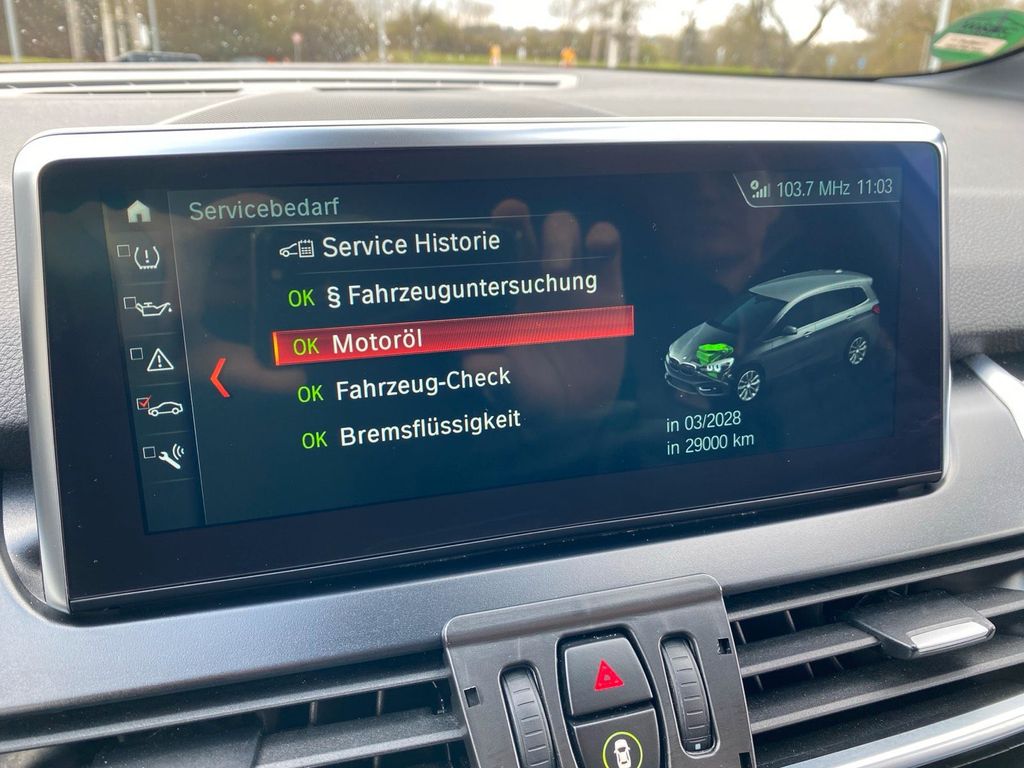 103.7 MHz 11:03
Servicebedarf
Service Historie
OK § Fahrzeuguntersuchung
OK Motoröl
OK Fahrzeug-Check
OK Bremsflüssigkeit
in 03/2028
in 29000 km